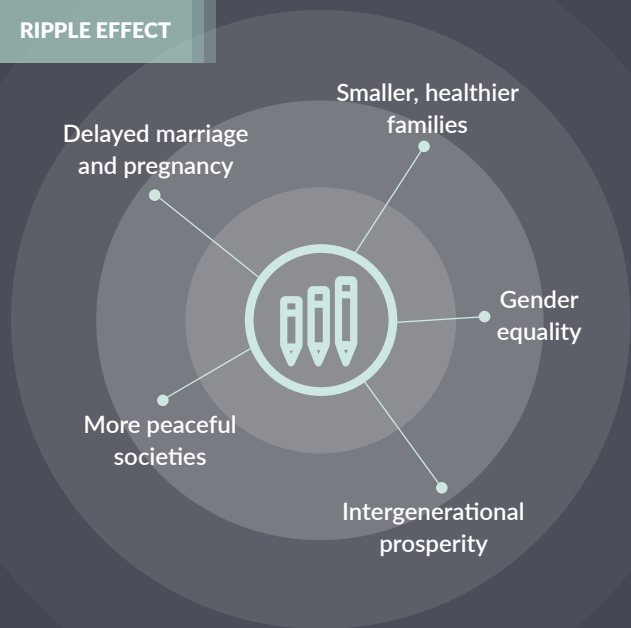 RIPPLE EFFECT
Smaller, healthier
families
Delayed marriage
and pregnancy
Gender
equality
More peaceful
societies
Intergenerational
prosperity